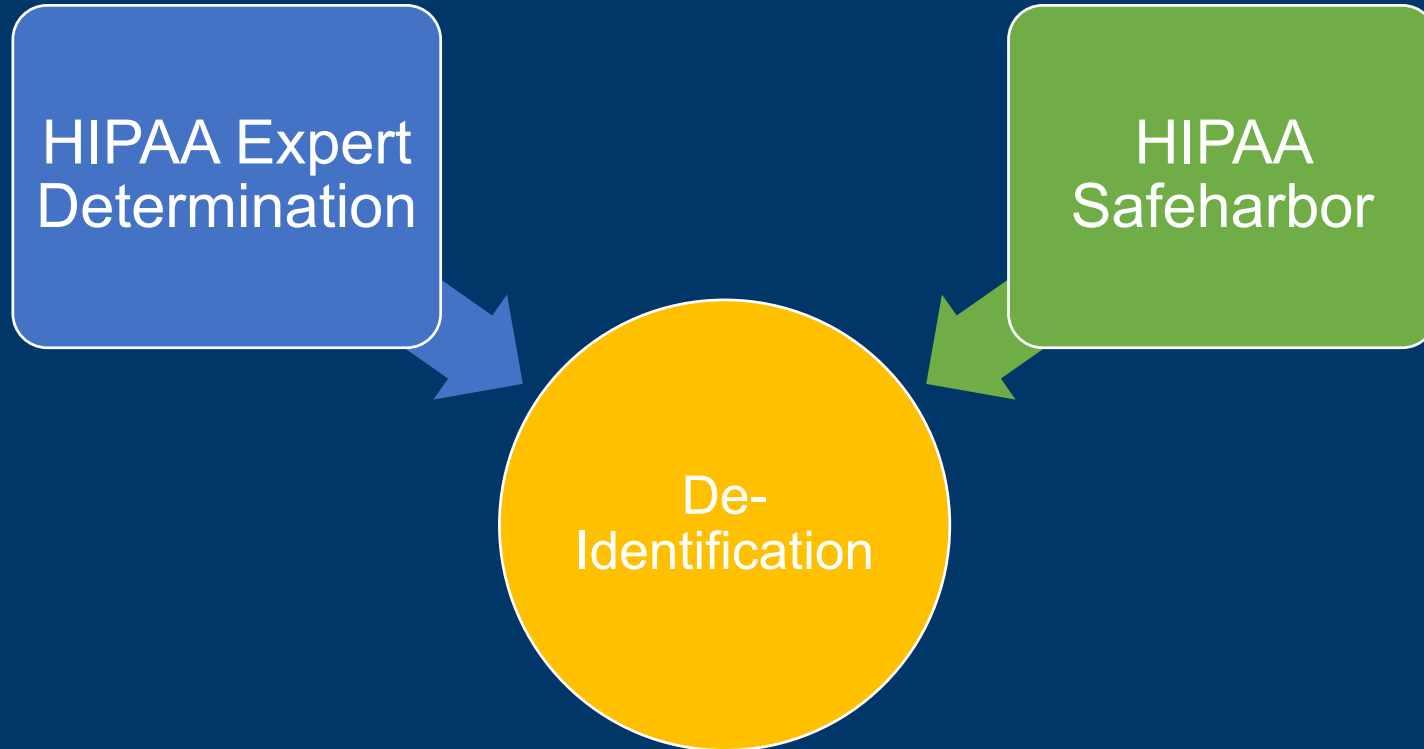 HIPAA Expert
Determination
HIPAA
Safeharbor
De-
Identification